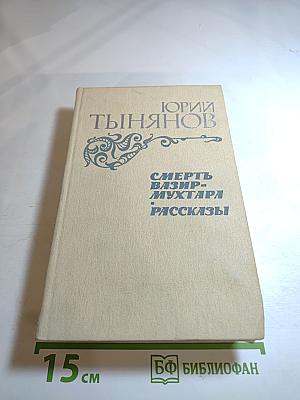 ЮРИЙ
ТЫНЯНОВ
СМЕРТЬ
ВАЗИР-
МУХТАРА
·
РАССКАЗЫ
15 см
БФ БИБЛИОФАН